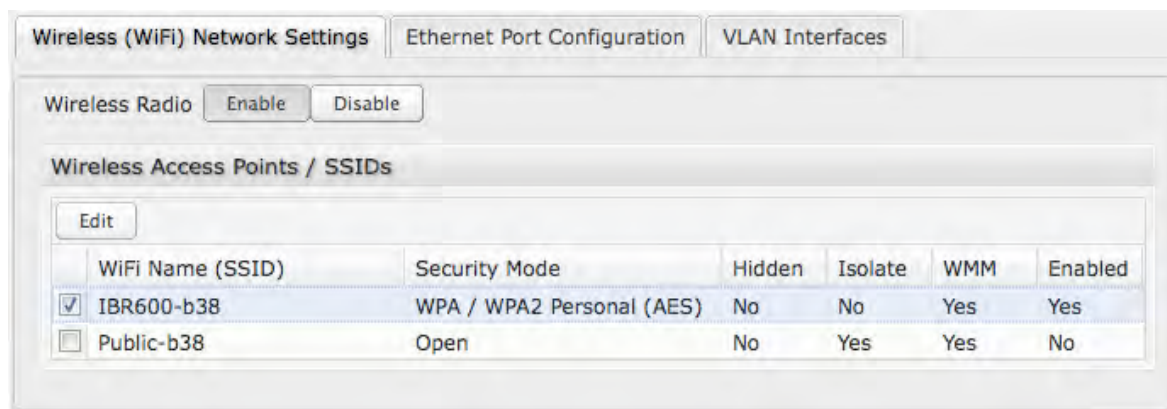 Wireless (WiFi) Network Settings Ethernet Port Configuration VLAN Interfaces
Wireless Radio Enable Disable
Wireless Access Points / SSIDs
Edit
WiFi Name (SSID) Security Mode Hidden Isolate WMM Enabled
IBR600-b38 WPA / WPA2 Personal (AES) No No Yes Yes
Public-b38 Open No Yes Yes No